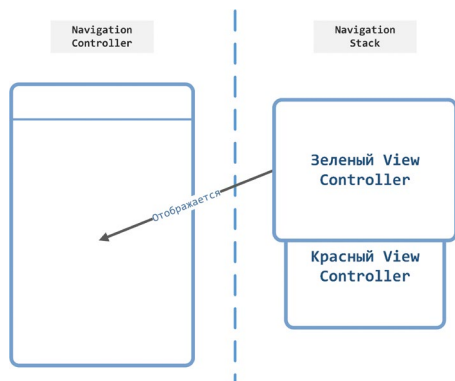 Navigation
Controller
Navigation
Stack
Зеленый View
Controller
Отображается
Красный View
Controller